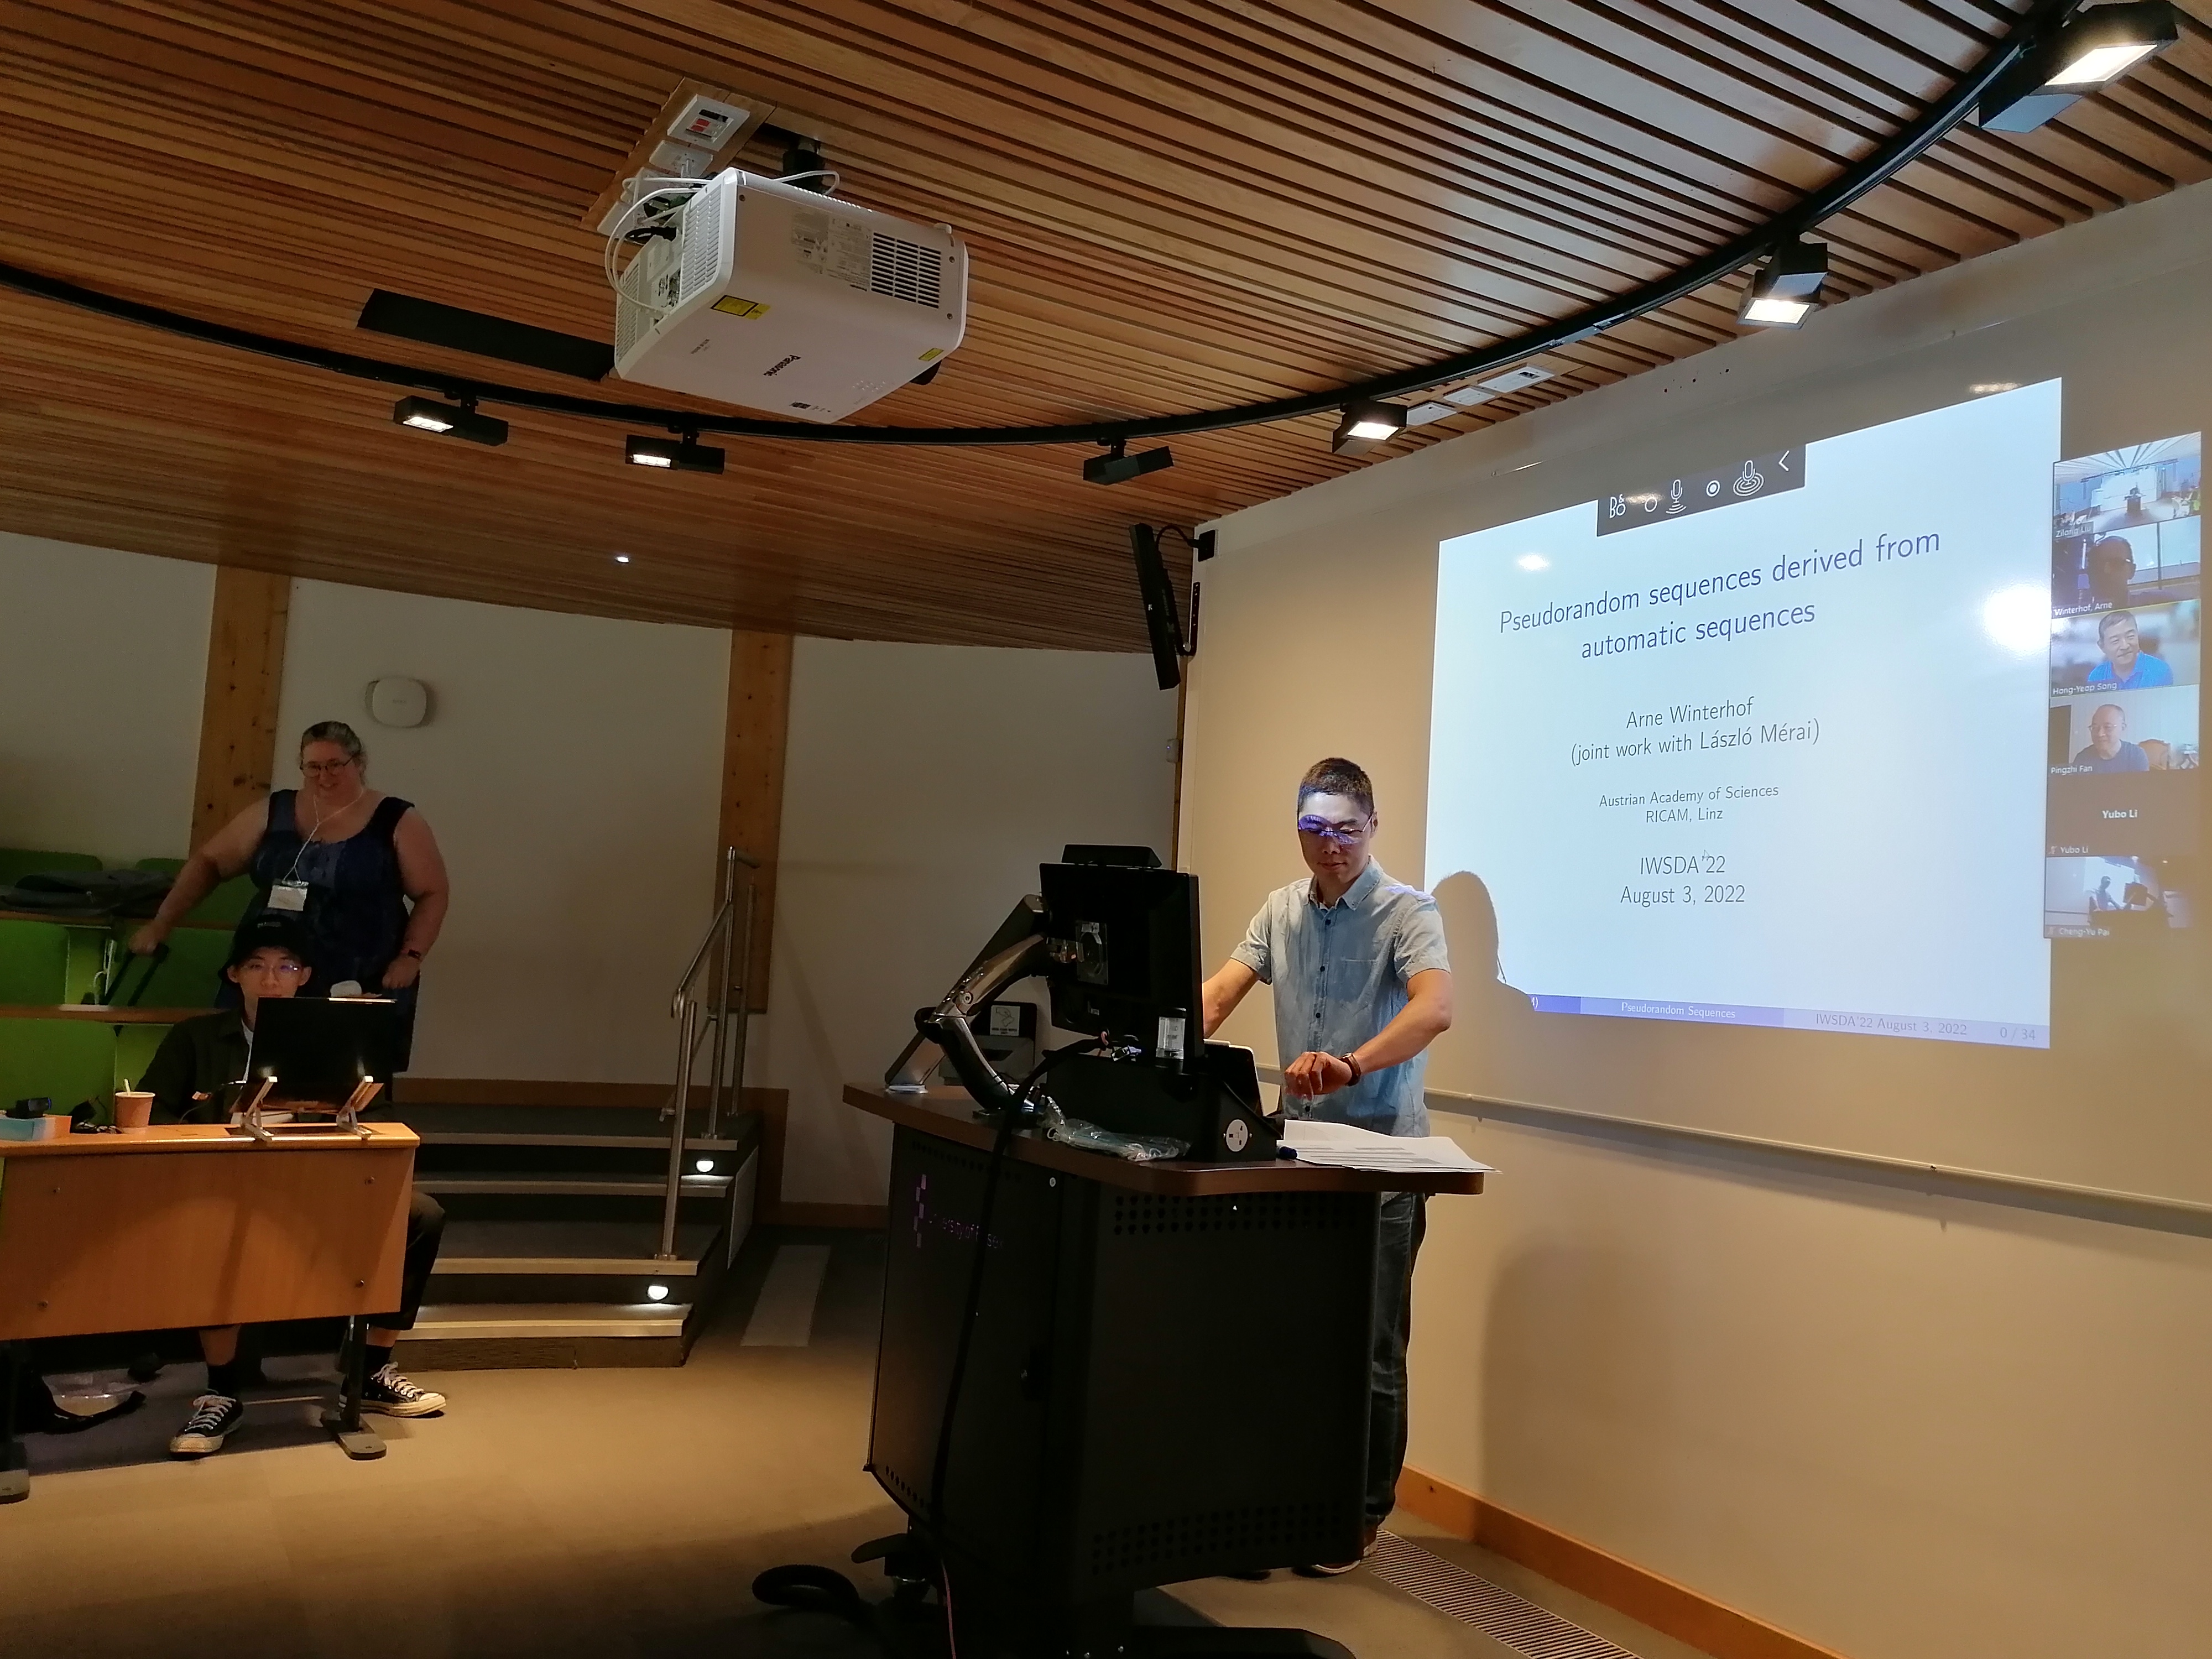 Panasonic
Pseudorandom sequences derived from
automatic sequences
Arne Winterhof
(joint work with László Mérai)
Austrian Academy of Sciences
RICAM, Linz
IWSDA'22
August 3, 2022
Pseudorandom Sequences
IWSDA'22 August 3, 2022
0 / 34
Winterhof, Arne
Hong-Yeop Song
Pingzhi Fan
Yubo Li
Yubo Li
Cheng-Yu Pai